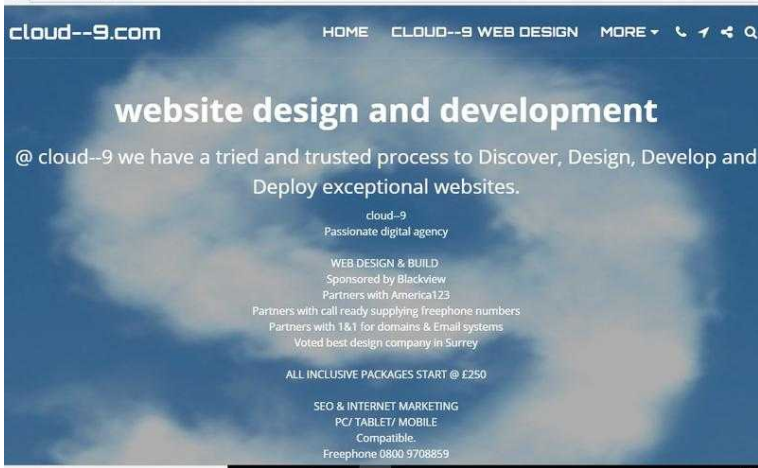 cloud--9.com HOME CLOUD--9 WEB DESIGN MORE
website design and development
@ cloud--9 we have a tried and trusted process to Discover, Design, Develop and
Deploy exceptional websites.
cloud--9
Passionate digital agency
WEB DESIGN & BUILD
Sponsored by Blackview
Partners with America123
Partners with call ready supplying freephone numbers
Partners with 1&1 for domains & Email systems
Voted best design company in Surrey
ALL INCLUSIVE PACKAGES START @ £250
SEO & INTERNET MARKETING
PC/ TABLET/ MOBILE
Compatible.
Freephone 0800 9708859